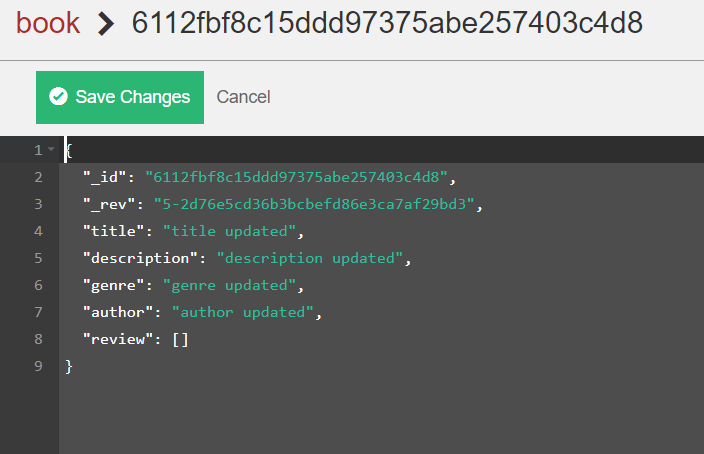 book > 6112fbf8c15ddd97375abe257403c4d8
Save Changes Cancel
1 {
2 "_id": "6112fbf8c15ddd97375abe257403c4d8",
3 "_rev": "5-2d76e5cd36b3bcbefd86e3ca7af29bd3",
4 "title": "title updated",
5 "description": "description updated",
6 "genre": "genre updated",
7 "author": "author updated",
8 "review": []
9 }